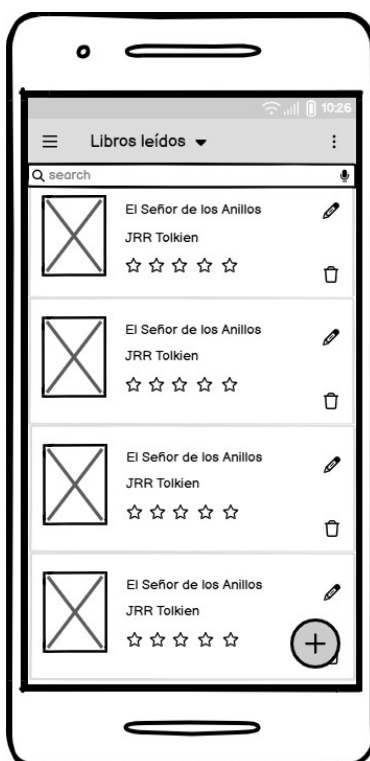 10:26
Libros leídos
search
El Señor de los Anillos
JRR Tolkien
El Señor de los Anillos
JRR Tolkien
El Señor de los Anillos
JRR Tolkien
El Señor de los Anillos
JRR Tolkien